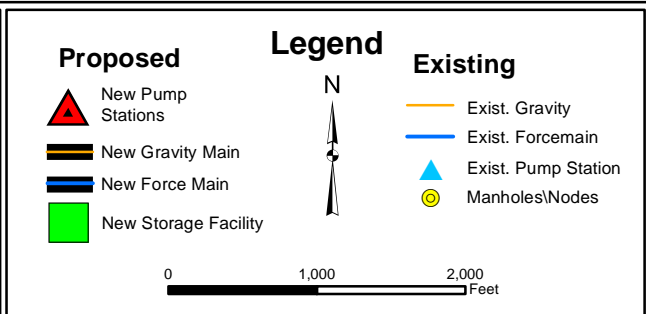 Legend
Proposed
New Pump
Stations
New Gravity Main
New Force Main
New Storage Facility
N
Existing
Exist. Gravity
Exist. Forcemain
Exist. Pump Station
Manholes\Nodes
0 1,000 2,000
Feet